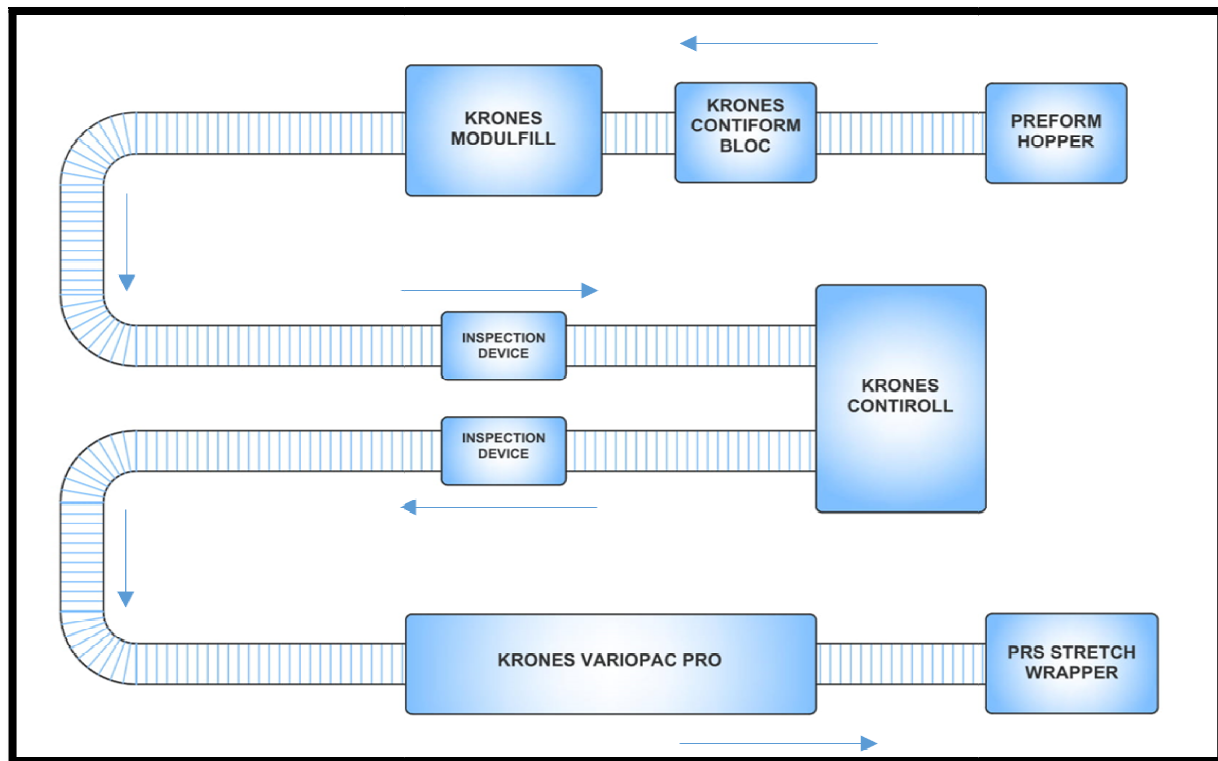 KRONES
MODULFILL
KRONES
CONTIFORM
BLOC
PREFORM
HOPPER
INSPECTION
DEVICE
KRONES
CONTIROLL
INSPECTION
DEVICE
KRONES VARIOPAC PRO
PRS STRETCH
WRAPPER